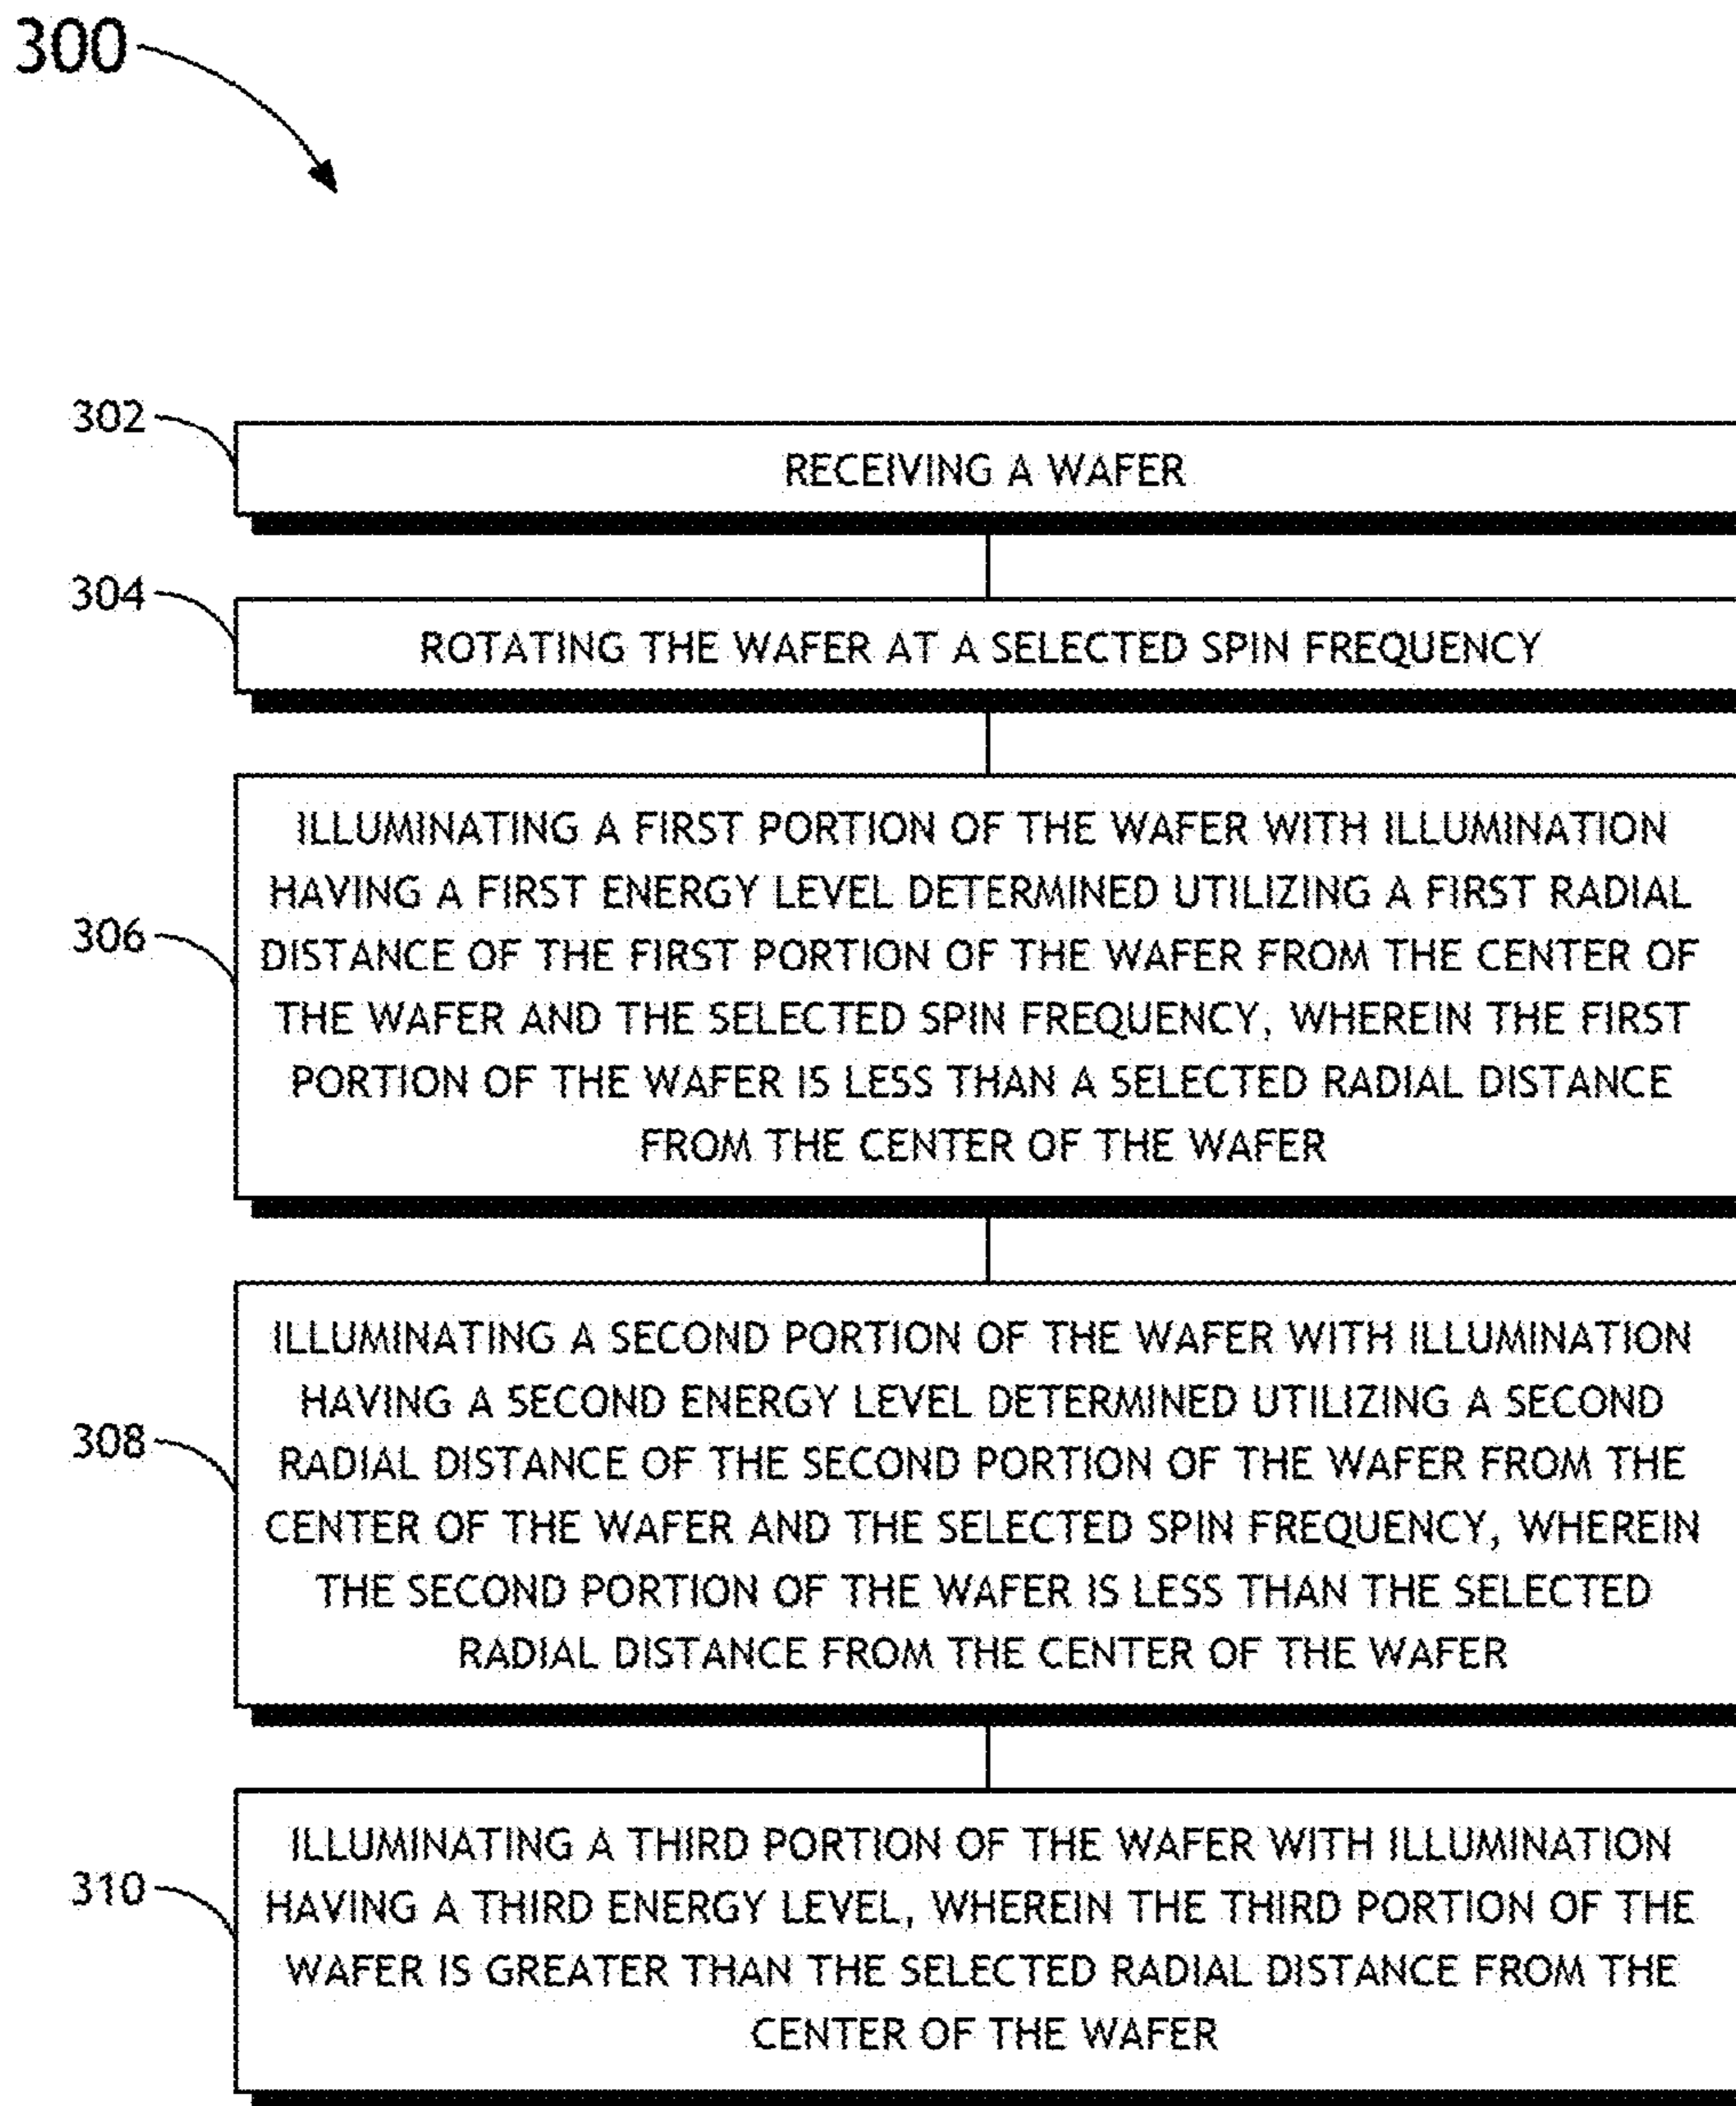 300
302
RECEIVING A WAFER
304
ROTATING THE WAFER AT A SELECTED SPIN FREQUENCY
306
ILLUMINATING A FIRST PORTION OF THE WAFER WITH ILLUMINATION
HAVING A FIRST ENERGY LEVEL DETERMINED UTILIZING A FIRST RADIAL
DISTANCE OF THE FIRST PORTION OF THE WAFER FROM THE CENTER OF
THE WAFER AND THE SELECTED SPIN FREQUENCY, WHEREIN THE FIRST
PORTION OF THE WAFER IS LESS THAN A SELECTED RADIAL DISTANCE
FROM THE CENTER OF THE WAFER
308
ILLUMINATING A SECOND PORTION OF THE WAFER WITH ILLUMINATION
HAVING A SECOND ENERGY LEVEL DETERMINED UTILIZING A SECOND
RADIAL DISTANCE OF THE SECOND PORTION OF THE WAFER FROM THE
CENTER OF THE WAFER AND THE SELECTED SPIN FREQUENCY, WHEREIN
THE SECOND PORTION OF THE WAFER IS LESS THAN THE SELECTED
RADIAL DISTANCE FROM THE CENTER OF THE WAFER
310
ILLUMINATING A THIRD PORTION OF THE WAFER WITH ILLUMINATION
HAVING A THIRD ENERGY LEVEL, WHEREIN THE THIRD PORTION OF THE
WAFER IS GREATER THAN THE SELECTED RADIAL DISTANCE FROM THE
CENTER OF THE WAFER